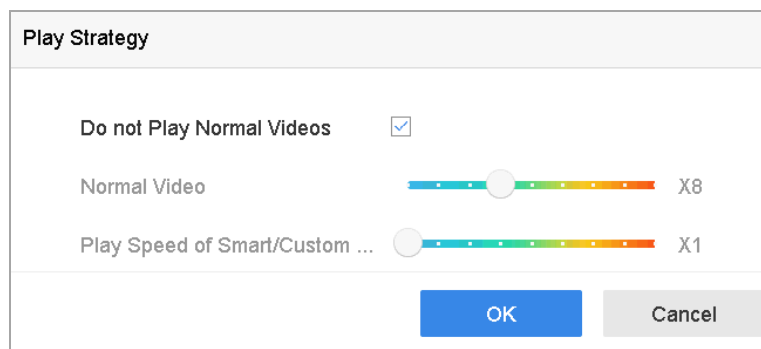 Play Strategy
Do not Play Normal Videos
Normal Video X8
Play Speed of Smart/Custom ... X1
OK Cancel